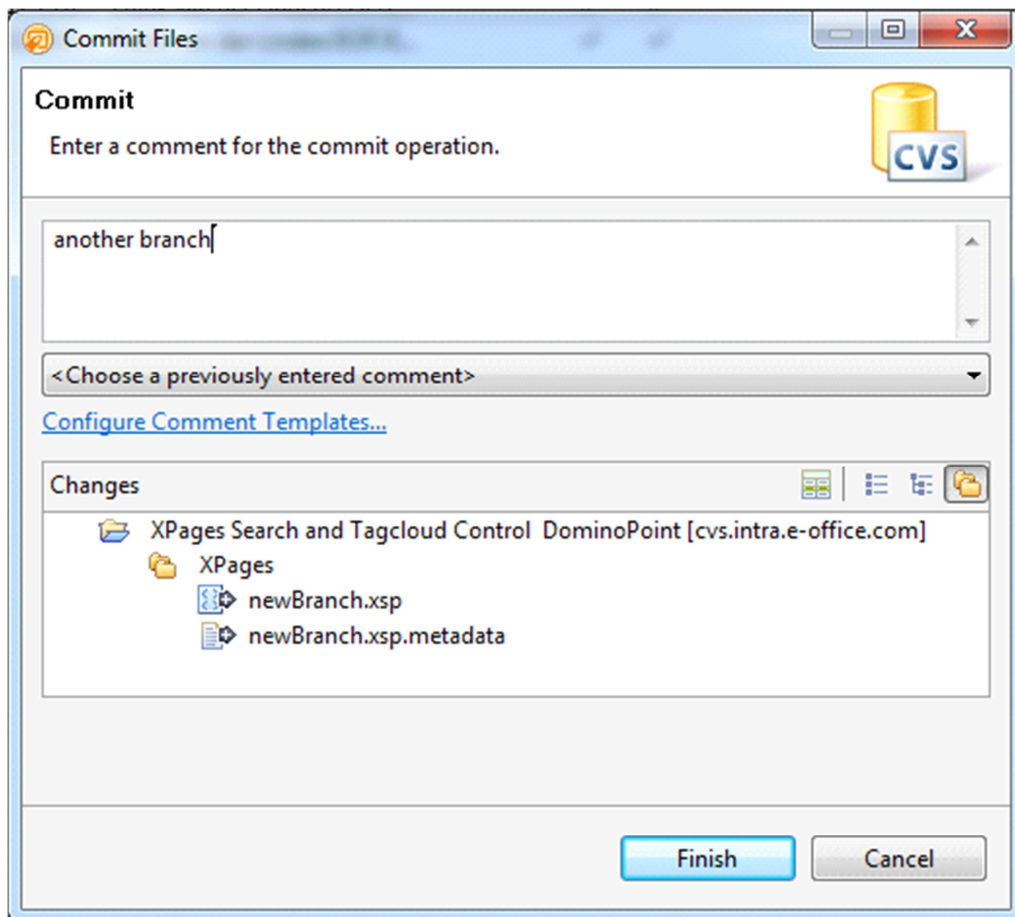 Commit Files
Commit
Enter a comment for the commit operation.
CVS
another branch
<Choose a previously entered comment>
Configure Comment Templates...
Changes
XPages Search and Tagcloud Control DominoPoint [cvs.intra.e-office.com]
XPages
newBranch.xsp
newBranch.xsp.metadata
Finish Cancel